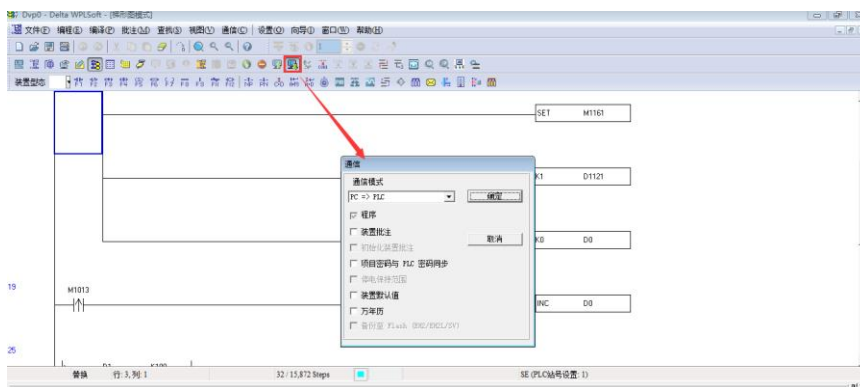 Dvp0 - Delta WPLSoft - [梯形图模式]
文件(F) 编程(E) 编译(P) 批注(L) 查找(S) 视图(V) 通信(C) 设置(O) 向导(I) 窗口(W) 帮助(H)
装置型态
SET M1161
通信
通信模式
PC => PLC
确定
K1 D1121
程序
装置批注
取消
初始化装置批注
K0 D0
项目密码与 PLC 密码同步
停电保持范围
19
M1013
装置默认值
INC D0
万年历
备份至 Flash (EH2/EH2L/SV)
25
替换 行: 3, 列: 1 32 / 15,872 Steps SE (PLC站号设置: 1)